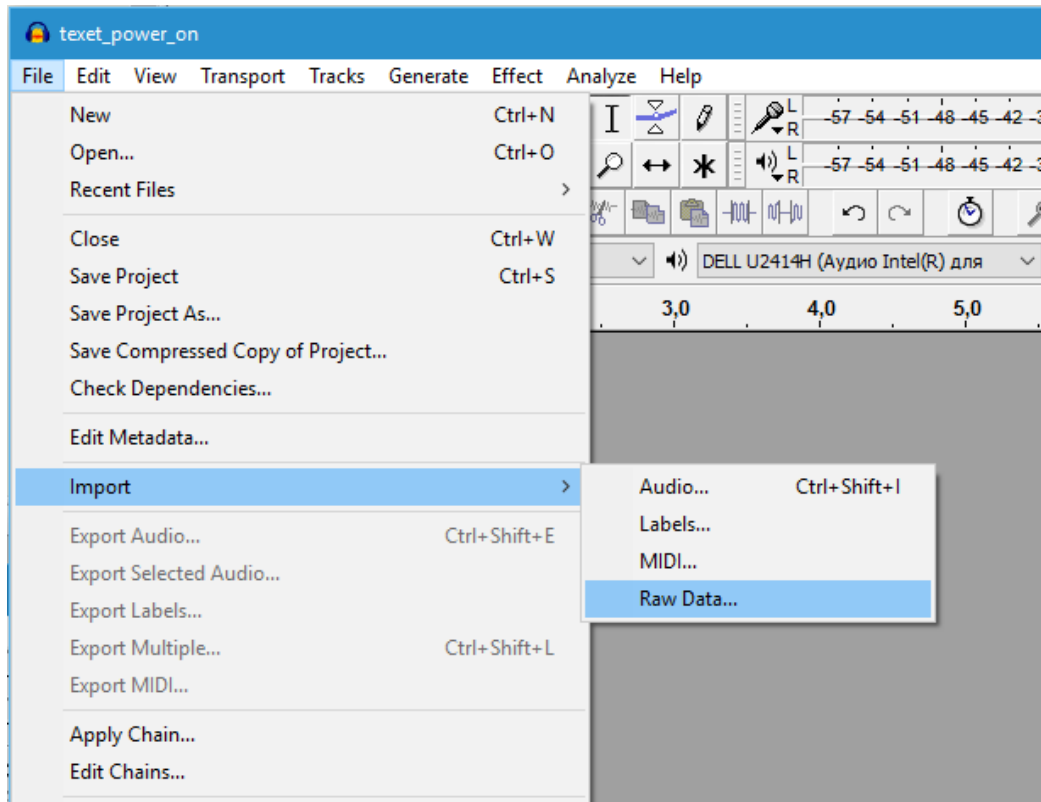 texet_power_on
File Edit View Transport Tracks Generate Effect Analyze Help
New Ctrl+N
Open... Ctrl+O
Recent Files
Close Ctrl+W
Save Project Ctrl+S
Save Project As...
Save Compressed Copy of Project...
Check Dependencies...
Edit Metadata...
Import
Export Audio... Ctrl+Shift+E
Export Selected Audio...
Export Labels...
Export Multiple... Ctrl+Shift+L
Export MIDI...
Apply Chain...
Edit Chains...
Audio... Ctrl+Shift+I
Labels...
MIDI...
Raw Data...
L
R
-57 -54 -51 -48 -45 -42
L
R
-57 -54 -51 -48 -45 -42
DELL U2414H (Аудио Intel(R) для
3,0 4,0 5,0